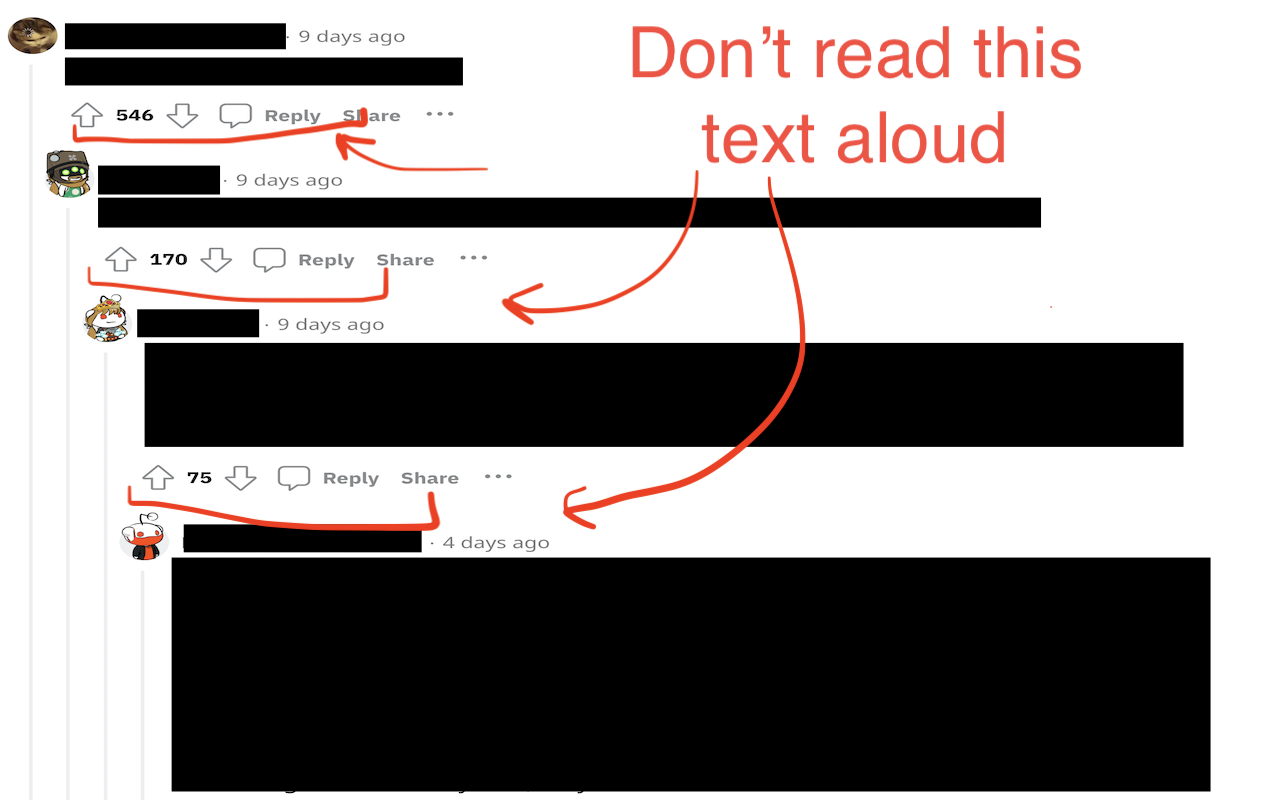 · 9 days ago
Don't read this
text aloud
546 Reply Share ...
· 9 days ago
170 Reply Share ...
· 9 days ago
75 Reply Share ...
· 4 days ago